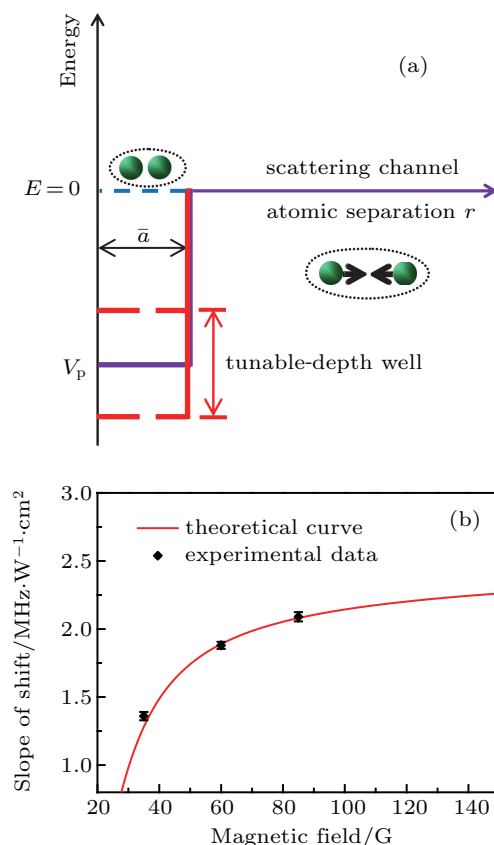 (a)
Energy
E=0
scattering channel
atomic separation r
ā
Vp
tunable-depth well
(b)
3.0
2.5
2.0
1.5
1.0
theoretical curve
experimental data
Slope of shift/MHz·W⁻¹·cm²
20 40 60 80 100 120 140
Magnetic field/G